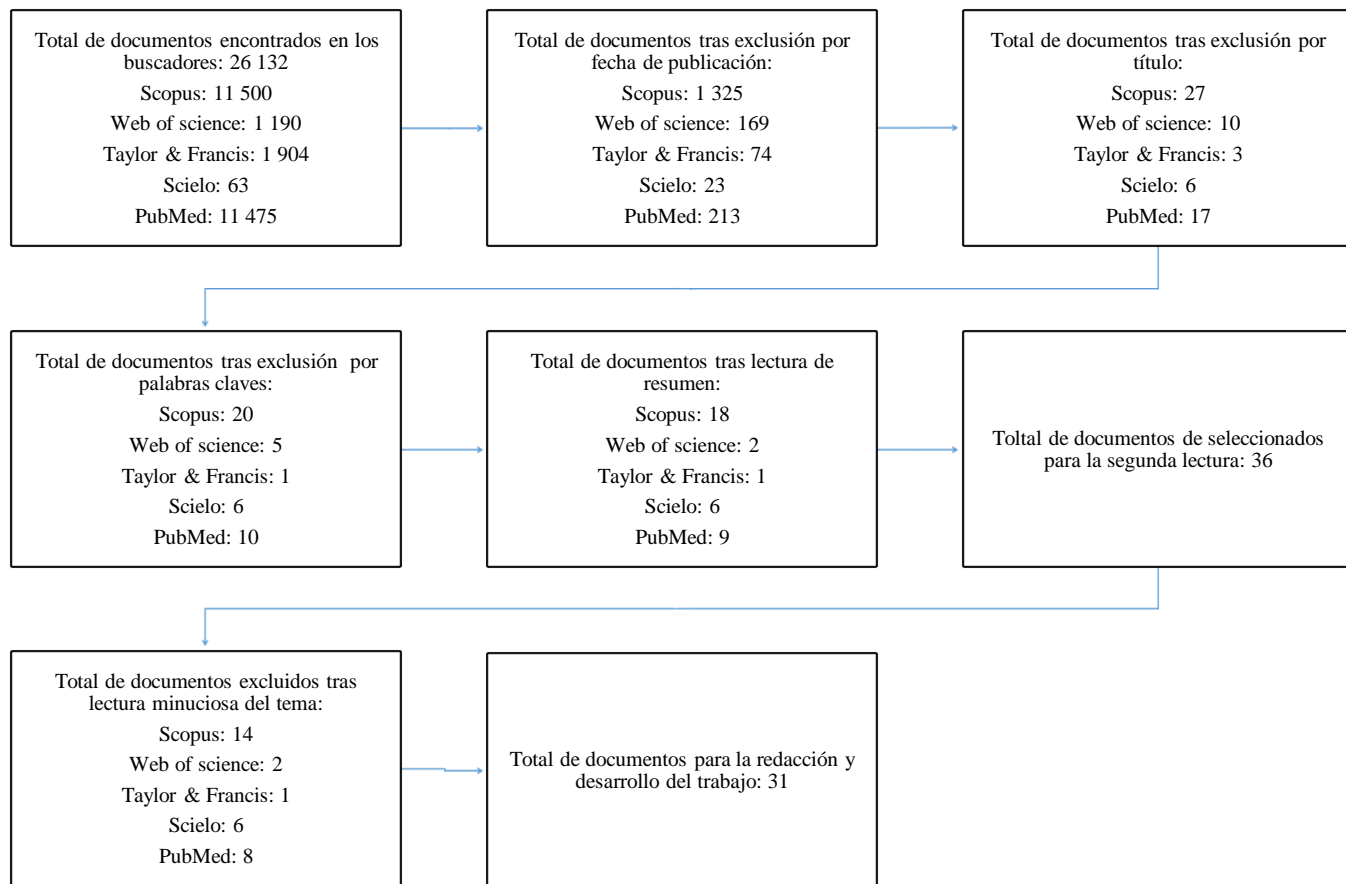 Total de documentos encontrados en los
buscadores: 26 132
Scopus: 11 500
Web of science: 1 190
Taylor & Francis: 1 904
Scielo: 63
PubMed: 11 475
Total de documentos tras exclusión por
fecha de publicación:
Scopus: 1 325
Web of science: 169
Taylor & Francis: 74
Scielo: 23
PubMed: 213
Total de documentos tras exclusión por
título:
Scopus: 27
Web of science: 10
Taylor & Francis: 3
Scielo: 6
PubMed: 17
Total de documentos tras exclusión por
palabras claves:
Scopus: 20
Web of science: 5
Taylor & Francis: 1
Scielo: 6
PubMed: 10
Total de documentos tras lectura de
resumen:
Scopus: 18
Web of science: 2
Taylor & Francis: 1
Scielo: 6
PubMed: 9
Toltal de documentos de seleccionados
para la segunda lectura: 36
Total de documentos excluidos tras
lectura minuciosa del tema:
Scopus: 14
Web of science: 2
Taylor & Francis: 1
Scielo: 6
PubMed: 8
Total de documentos para la redacción y
desarrollo del trabajo: 31